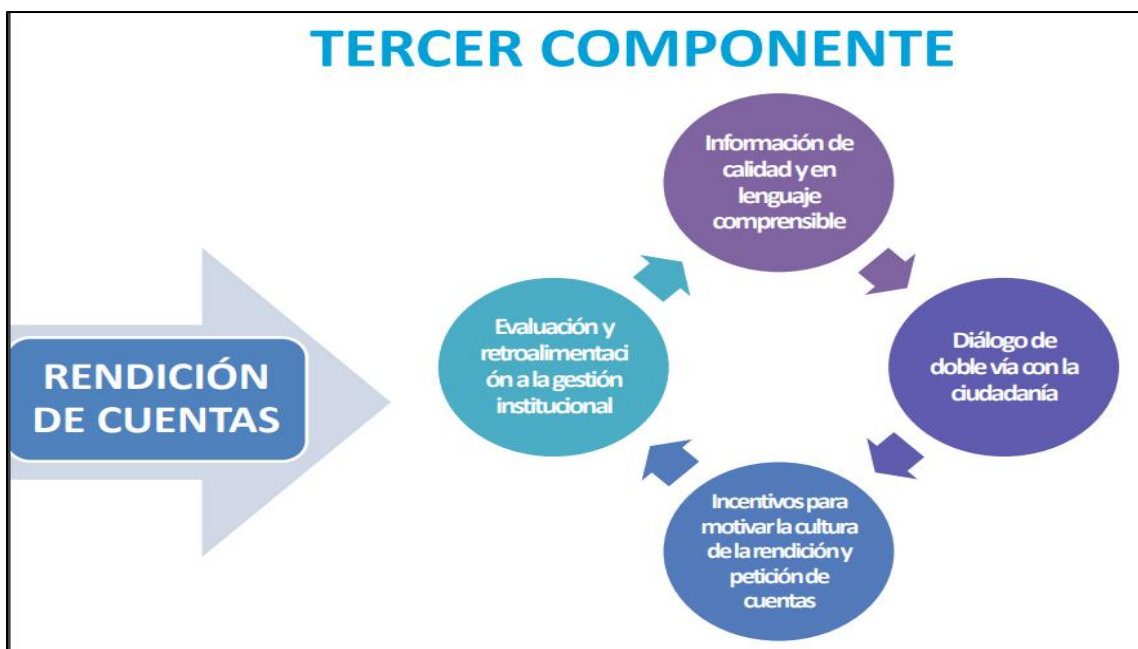 TERCER COMPONENTE
Información de
calidad y en
lenguaje
comprensible
Evaluación y
retroalimentaci
ón a la gestión
institucional
Diálogo de
doble vía con la
ciudadanía
RENDICIÓN
DE CUENTAS
Incentivos para
motivar la cultura
de la rendición y
petición de
cuentas